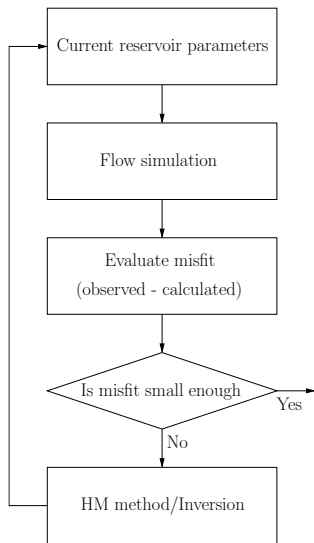 Current reservoir parameters
Flow simulation
Evaluate misfit
(observed - calculated)
Is misfit small enough
Yes
No
HM method/Inversion